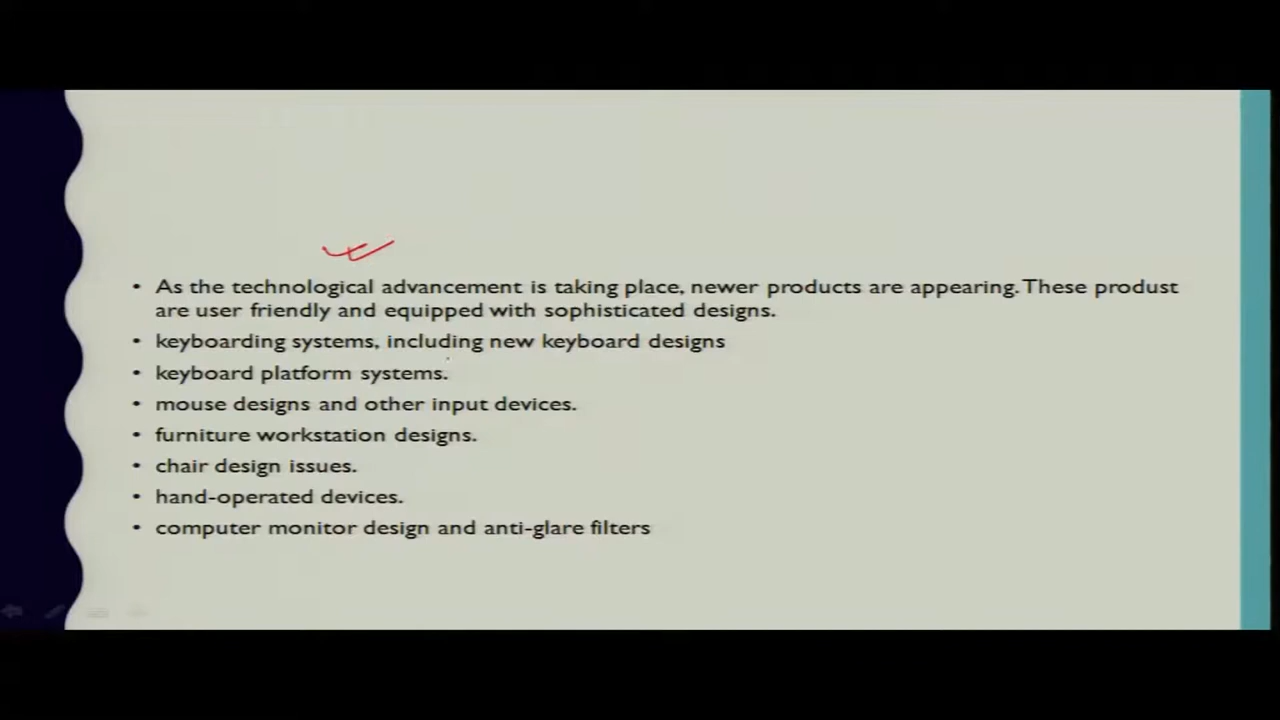 • As the technological advancement is taking place, newer products are appearing. These produst
are user friendly and equipped with sophisticated designs.
• keyboarding systems, including new keyboard designs
• keyboard platform systems.
• mouse designs and other input devices.
• furniture workstation designs.
• chair design issues.
• hand-operated devices.
• computer monitor design and anti-glare filters